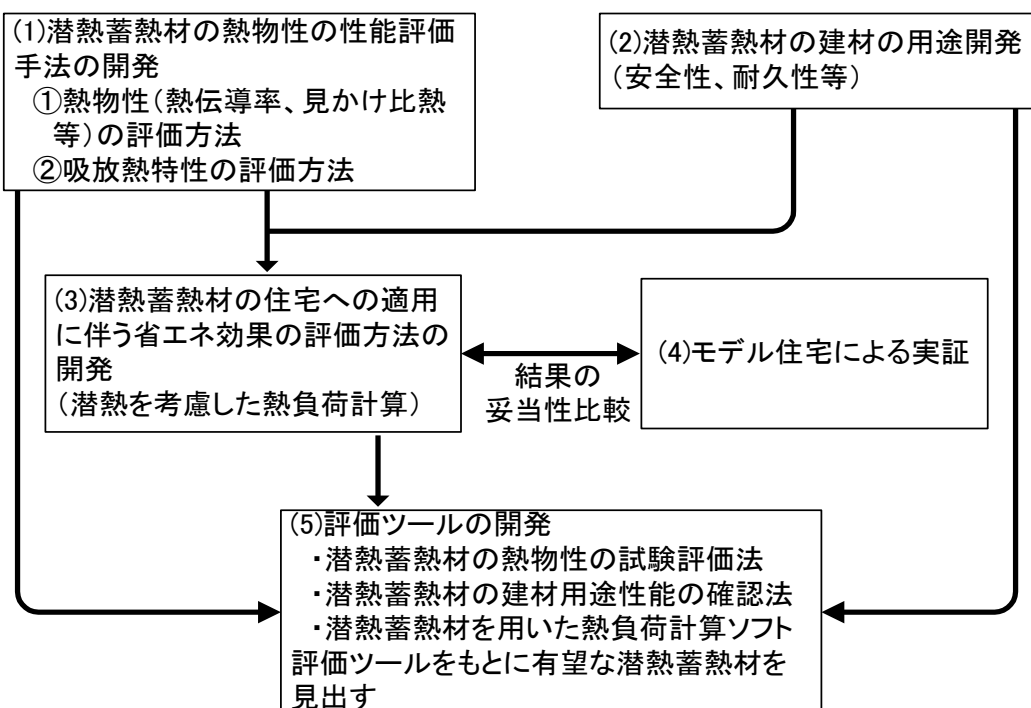 (1)潜熱蓄熱材の熱物性の性能評価
手法の開発
①熱物性(熱伝導率、見かけ比熱
等)の評価方法
②吸放熱特性の評価方法
(2)潜熱蓄熱材の建材の用途開発
(安全性、耐久性等)
(3)潜熱蓄熱材の住宅への適用
に伴う省エネ効果の評価方法の
開発
(潜熱を考慮した熱負荷計算)
結果の
妥当性比較
(4)モデル住宅による実証
(5)評価ツールの開発
・潜熱蓄熱材の熱物性の試験評価法
・潜熱蓄熱材の建材用途性能の確認法
・潜熱蓄熱材を用いた熱負荷計算ソフト
評価ツールをもとに有望な潜熱蓄熱材を
見出す